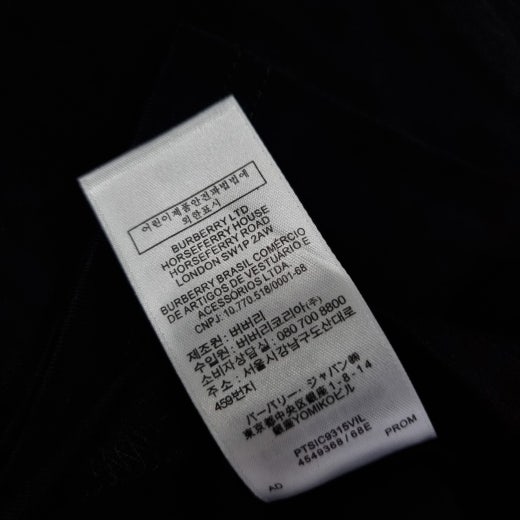 어린이제품안전과법법에
의한표시
BURBERRY LTD
HORSEFERRY HOUSE
HORSEFERRY ROAD
LONDON SW1P 2AW
BURBERRY BRASIL COMÉRCIO
DE ARTIGOS DE VESTUÁRIO E
ACESSÓRIOS LTDA
CNPJ: 10.770.518/0001-68
제조원: 버버리
수입원: 버버리코리아(주)
소비자상담실: 080 700 8800
주소 : 서울시강남구도산대로
459번지
バーバリー・ジャパン㈱
東京都中央区銀座1-8-14
銀座YOMIKOビル
PTSIC9315VIL
4549368 / 68E
AD PROM